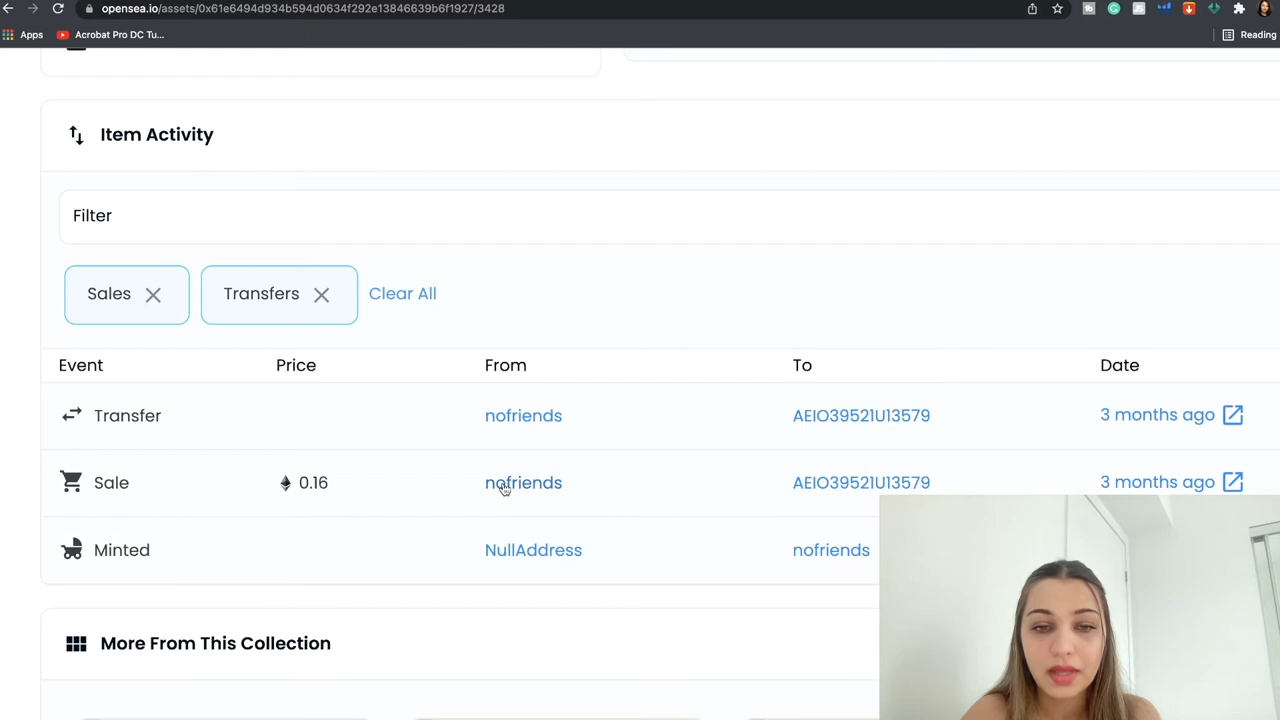 opensea.io/assets/0x61e6494d934b594d0634f292e13846639b6f1927/3428
Apps
Acrobat Pro DC Tu...
Reading
Item Activity
Filter
Sales
Transfers
Clear All
Event Price From To Date
Transfer nofriends AEIO39521U13579 3 months ago
Sale 0.16 nofriends AEIO39521U13579 3 months ago
Minted NullAddress nofriends
More From This Collection